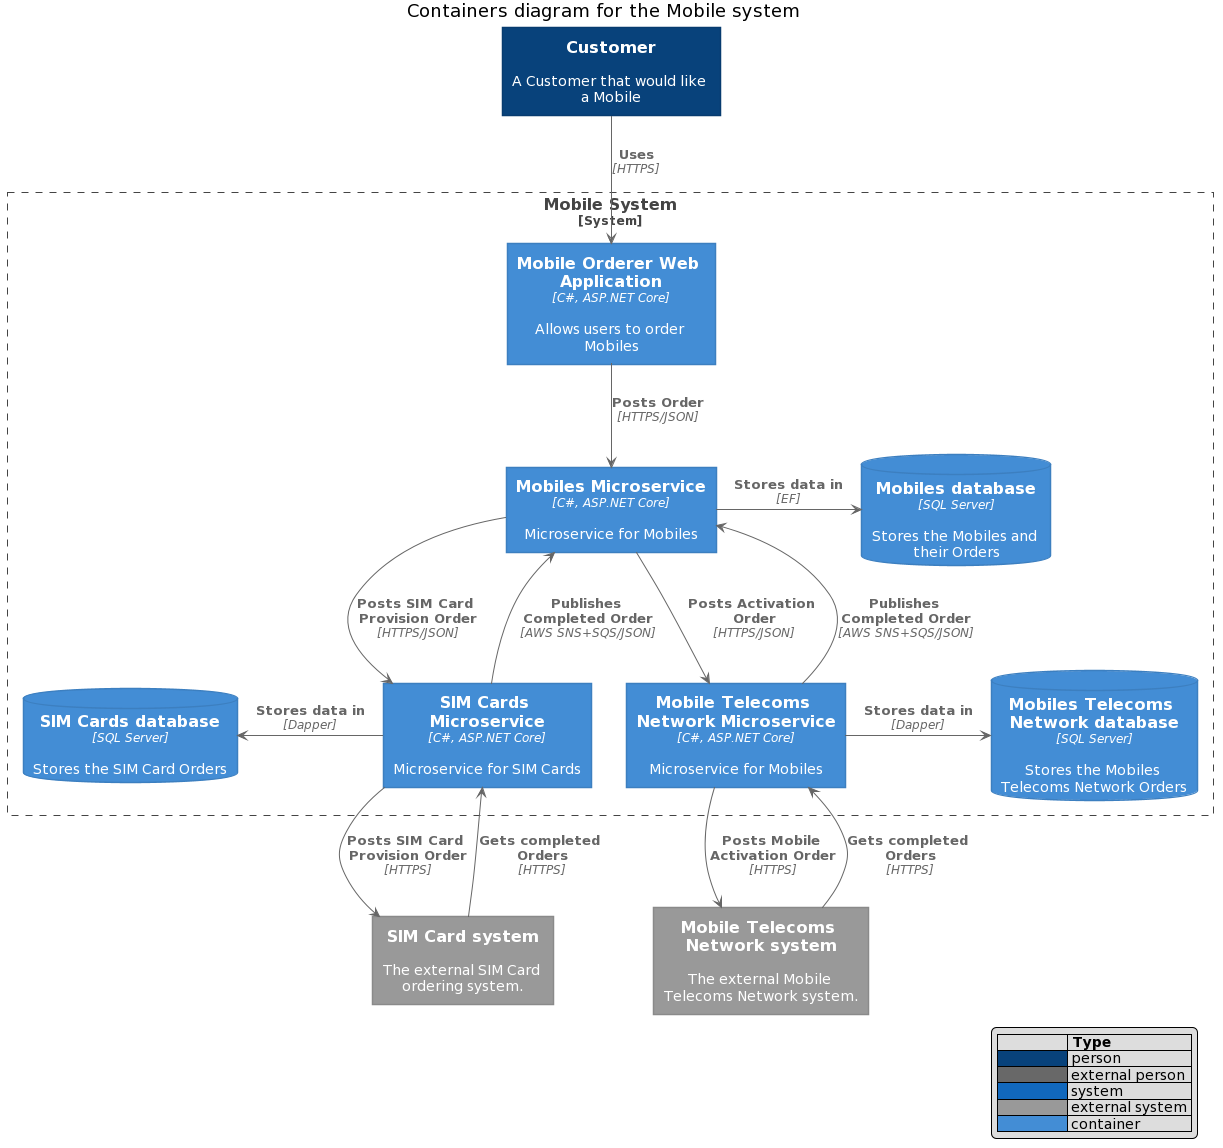 Containers diagram for the Mobile system
Customer
A Customer that would like
a Mobile
Uses
[HTTPS]
Mobile System
[System]
Mobile Orderer Web
Application
[C#, ASP.NET Core]
Allows users to order
Mobiles
Posts Order
[HTTPS/JSON]
Mobiles Microservice
[C#, ASP.NET Core]
Microservice for Mobiles
Stores data in
[EF]
Mobiles database
[SQL Server]
Stores the Mobiles and
their Orders
Posts SIM Card
Provision Order
[HTTPS/JSON]
Publishes
Completed Order
[AWS SNS+SQS/JSON]
Posts Activation
Order
[HTTPS/JSON]
Publishes
Completed Order
[AWS SNS+SQS/JSON]
SIM Cards database
[SQL Server]
Stores the SIM Card Orders
Stores data in
[Dapper]
SIM Cards
Microservice
[C#, ASP.NET Core]
Microservice for SIM Cards
Mobile Telecoms
Network Microservice
[C#, ASP.NET Core]
Microservice for Mobiles
Stores data in
[Dapper]
Mobiles Telecoms
Network database
[SQL Server]
Stores the Mobiles
Telecoms Network Orders
Posts SIM Card
Provision Order
[HTTPS]
Gets completed
Orders
[HTTPS]
Posts Mobile
Activation Order
[HTTPS]
Gets completed
Orders
[HTTPS]
SIM Card system
The external SIM Card
ordering system.
Mobile Telecoms
Network system
The external Mobile
Telecoms Network system.
Type
person
external person
system
external system
container